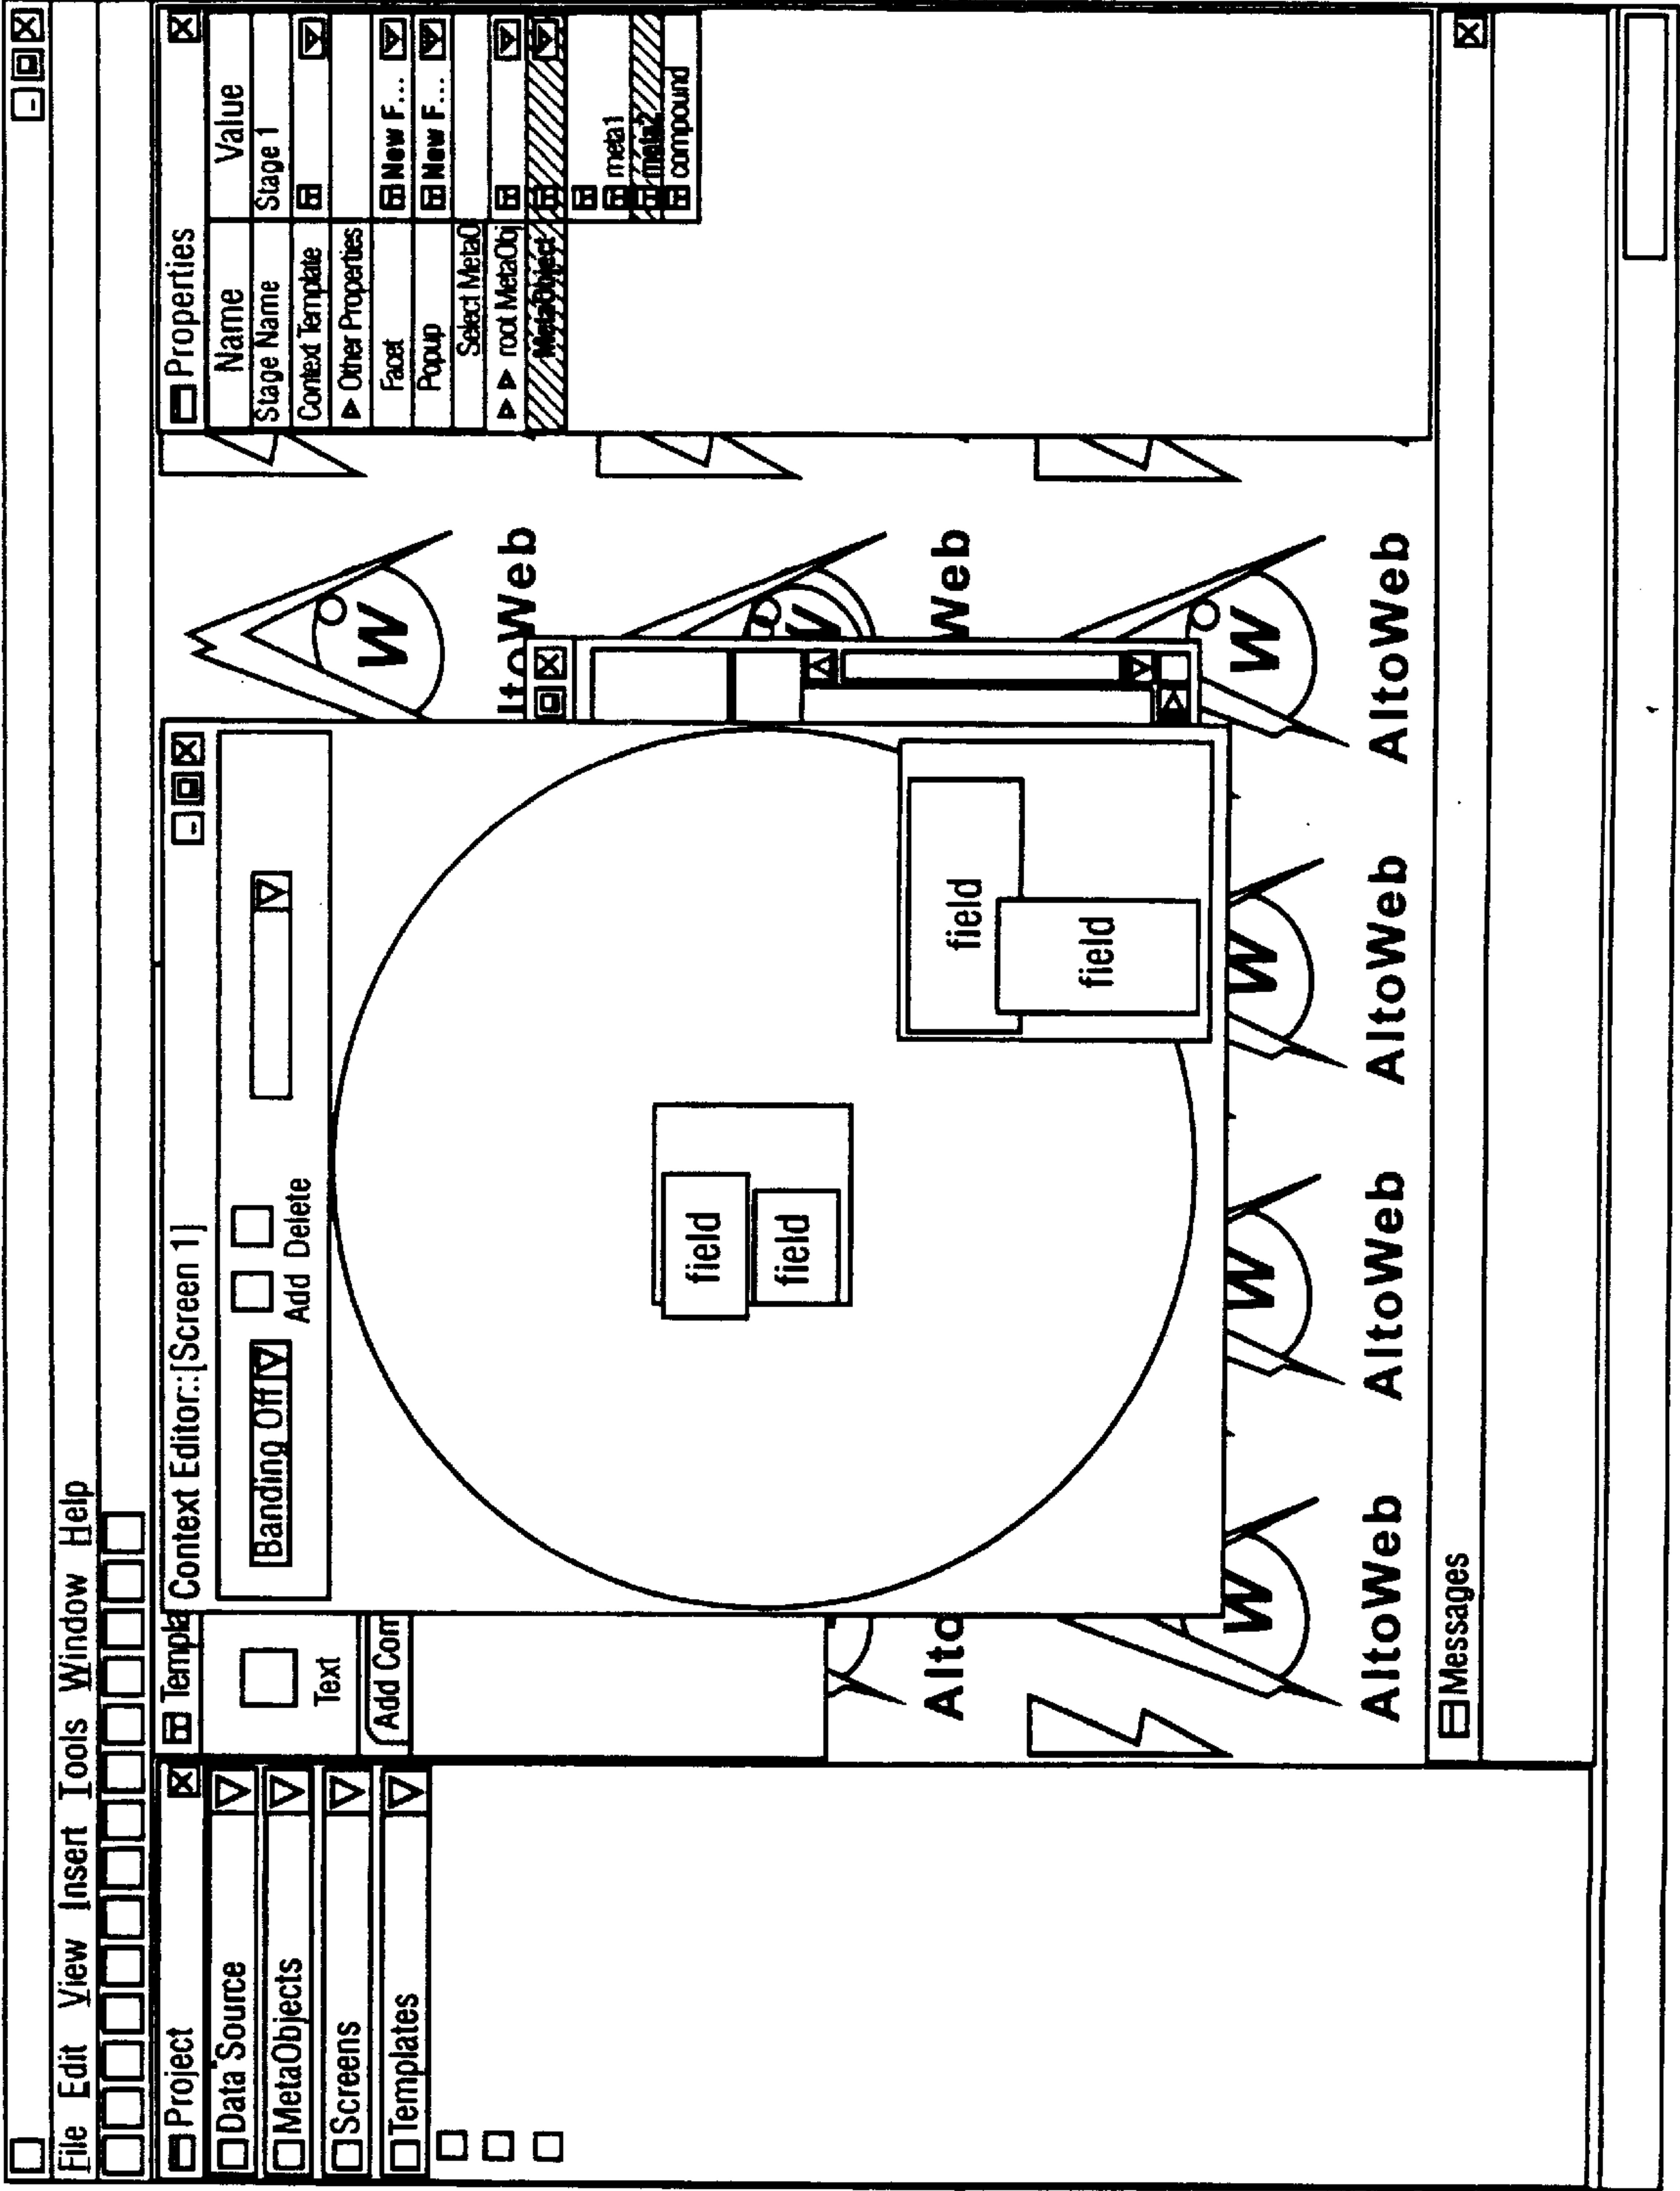 File Edit View Insert Tools Window Help
Project
Data Source
MetaObjects
Screens
Templates
Templa
Text
Add Com
Context Editor::[Screen 1]
Banding Off
Add Delete
field
field
field
field
Properties
Name Value
Stage Name Stage 1
Context Template
Other Properties
Facet New F...
Popup New F...
Select MetaO
root MetaObj
MetaObject
meta1
meta2
compound
W
ltoWeb
W
Web
W
AltoWeb
W
AltoWeb
W
AltoWeb
W
AltoWeb
Alto
Messages